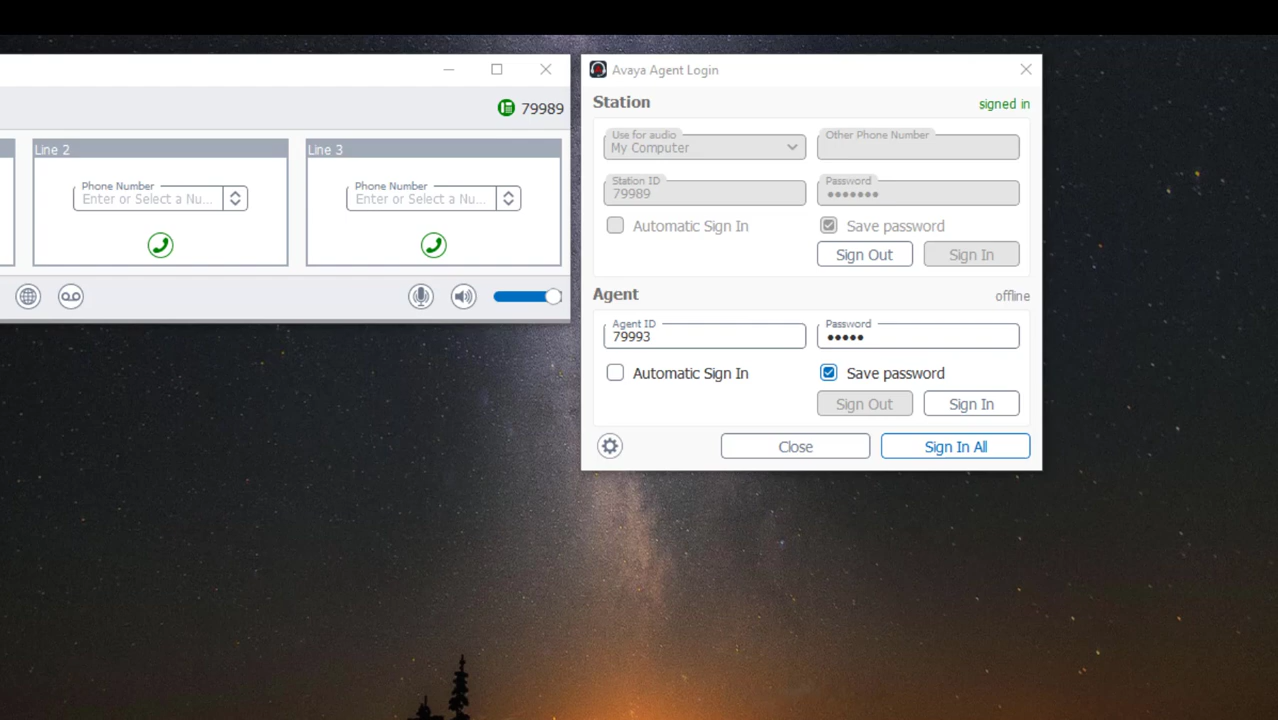 79989
Line 2
Phone Number
Enter or Select a Nu...
Line 3
Phone Number
Enter or Select a Nu...
Avaya Agent Login
Station
signed in
Use for audio
My Computer
Other Phone Number
Station ID
79989
Password
•••••••
Automatic Sign In
Save password
Sign Out
Sign In
Agent
offline
Agent ID
79993
Password
•••••
Automatic Sign In
Save password
Sign Out
Sign In
Close
Sign In All